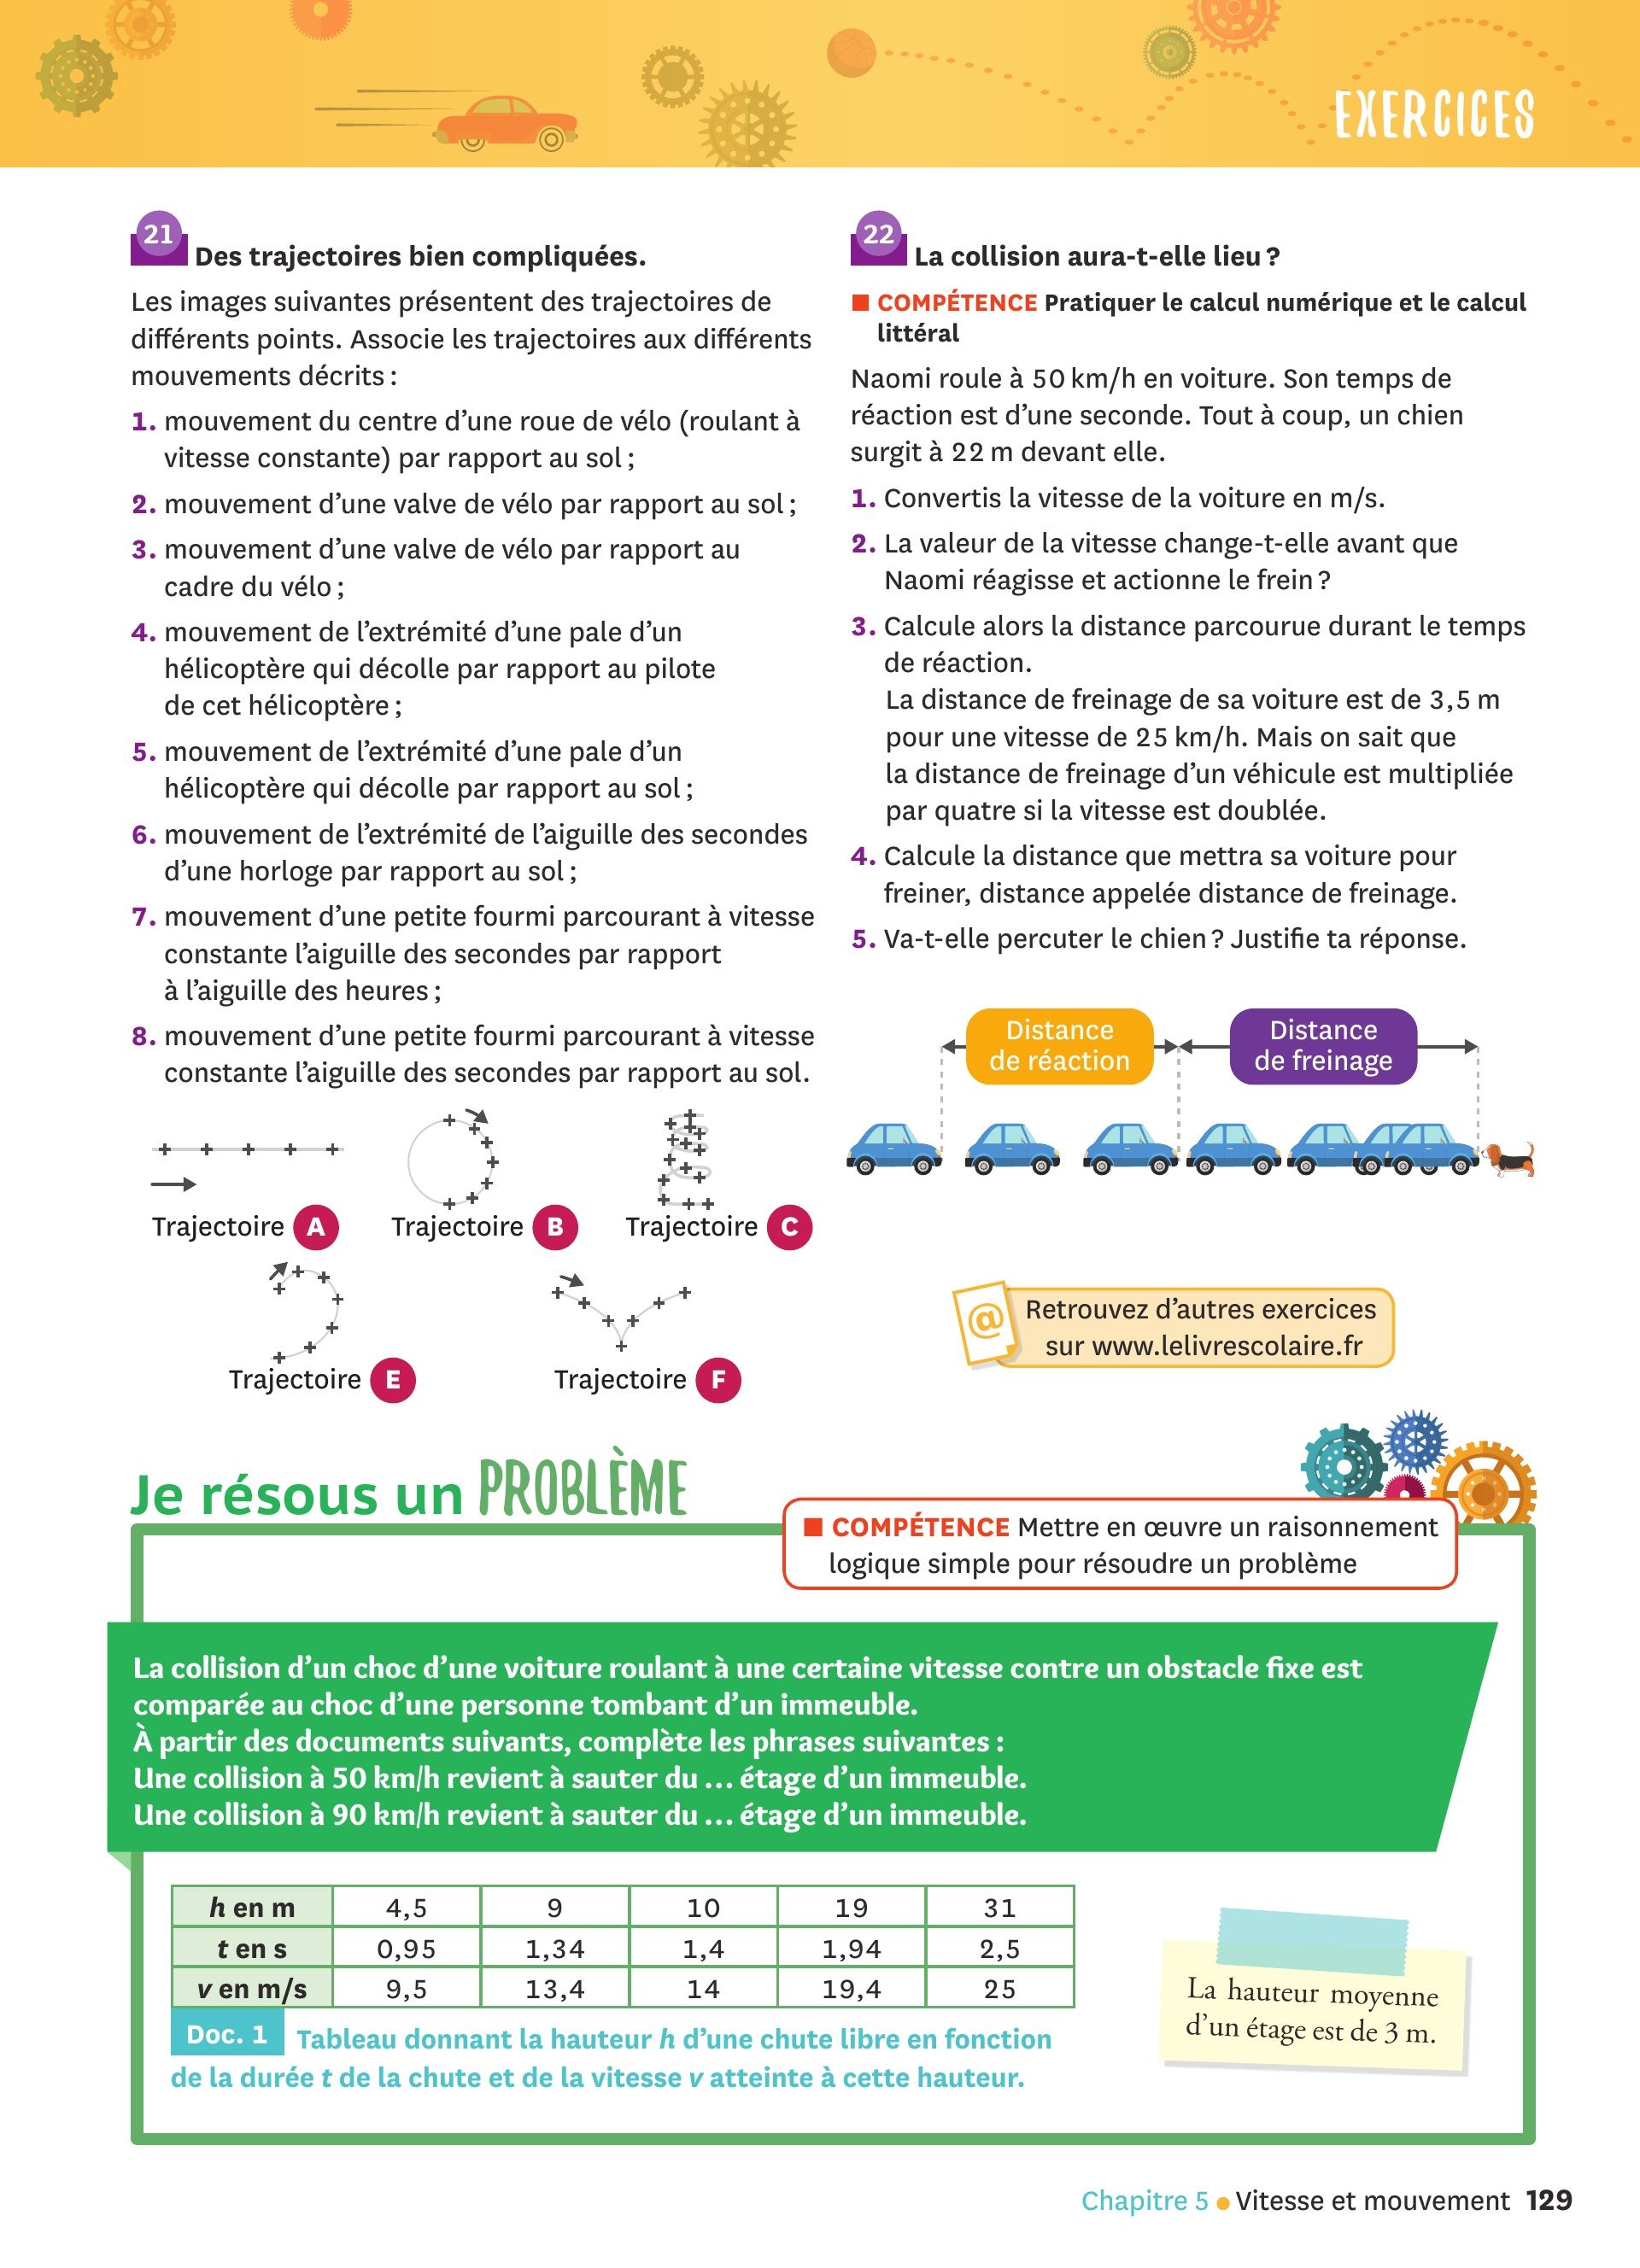 EXERCICES
21
Des trajectoires bien compliquées.
Les images suivantes présentent des trajectoires de
différents points. Associe les trajectoires aux différents
mouvements décrits :
1. mouvement du centre d’une roue de vélo (roulant à
vitesse constante) par rapport au sol ;
2. mouvement d’une valve de vélo par rapport au sol ;
3. mouvement d’une valve de vélo par rapport au
cadre du vélo ;
4. mouvement de l’extrémité d’une pale d’un
hélicoptère qui décolle par rapport au pilote
de cet hélicoptère ;
5. mouvement de l’extrémité d’une pale d’un
hélicoptère qui décolle par rapport au sol ;
6. mouvement de l’extrémité de l’aiguille des secondes
d’une horloge par rapport au sol ;
7. mouvement d’une petite fourmi parcourant à vitesse
constante l’aiguille des secondes par rapport
à l’aiguille des heures ;
8. mouvement d’une petite fourmi parcourant à vitesse
constante l’aiguille des secondes par rapport au sol.
Trajectoire A
Trajectoire B
Trajectoire C
Trajectoire E
Trajectoire F
22
La collision aura-t-elle lieu ?
COMPÉTENCE Pratiquer le calcul numérique et le calcul
littéral
Naomi roule à 50 km/h en voiture. Son temps de
réaction est d’une seconde. Tout à coup, un chien
surgit à 22 m devant elle.
1. Convertis la vitesse de la voiture en m/s.
2. La valeur de la vitesse change-t-elle avant que
Naomi réagisse et actionne le frein ?
3. Calcule alors la distance parcourue durant le temps
de réaction.
La distance de freinage de sa voiture est de 3,5 m
pour une vitesse de 25 km/h. Mais on sait que
la distance de freinage d’un véhicule est multipliée
par quatre si la vitesse est doublée.
4. Calcule la distance que mettra sa voiture pour
freiner, distance appelée distance de freinage.
5. Va-t-elle percuter le chien ? Justifie ta réponse.
Distance
de réaction
Distance
de freinage
@
Retrouvez d’autres exercices
sur www.lelivrescolaire.fr
Je résous un PROBLÈME
COMPÉTENCE Mettre en œuvre un raisonnement
logique simple pour résoudre un problème
La collision d’un choc d’une voiture roulant à une certaine vitesse contre un obstacle fixe est
comparée au choc d’une personne tombant d’un immeuble.
À partir des documents suivants, complète les phrases suivantes :
Une collision à 50 km/h revient à sauter du ... étage d’un immeuble.
Une collision à 90 km/h revient à sauter du ... étage d’un immeuble.
h en m 4,5 9 10 19 31
t en s 0,95 1,34 1,4 1,94 2,5
v en m/s 9,5 13,4 14 19,4 25
Doc. 1 Tableau donnant la hauteur h d’une chute libre en fonction
de la durée t de la chute et de la vitesse v atteinte à cette hauteur.
La hauteur moyenne
d’un étage est de 3 m.
Chapitre 5 • Vitesse et mouvement 129